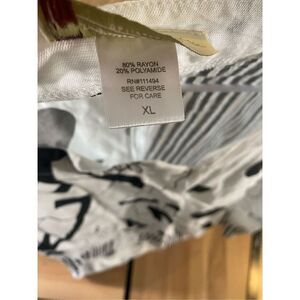 80% RAYON
20% POLYAMIDE
RN#111494
SEE REVERSE
FOR CARE
XL